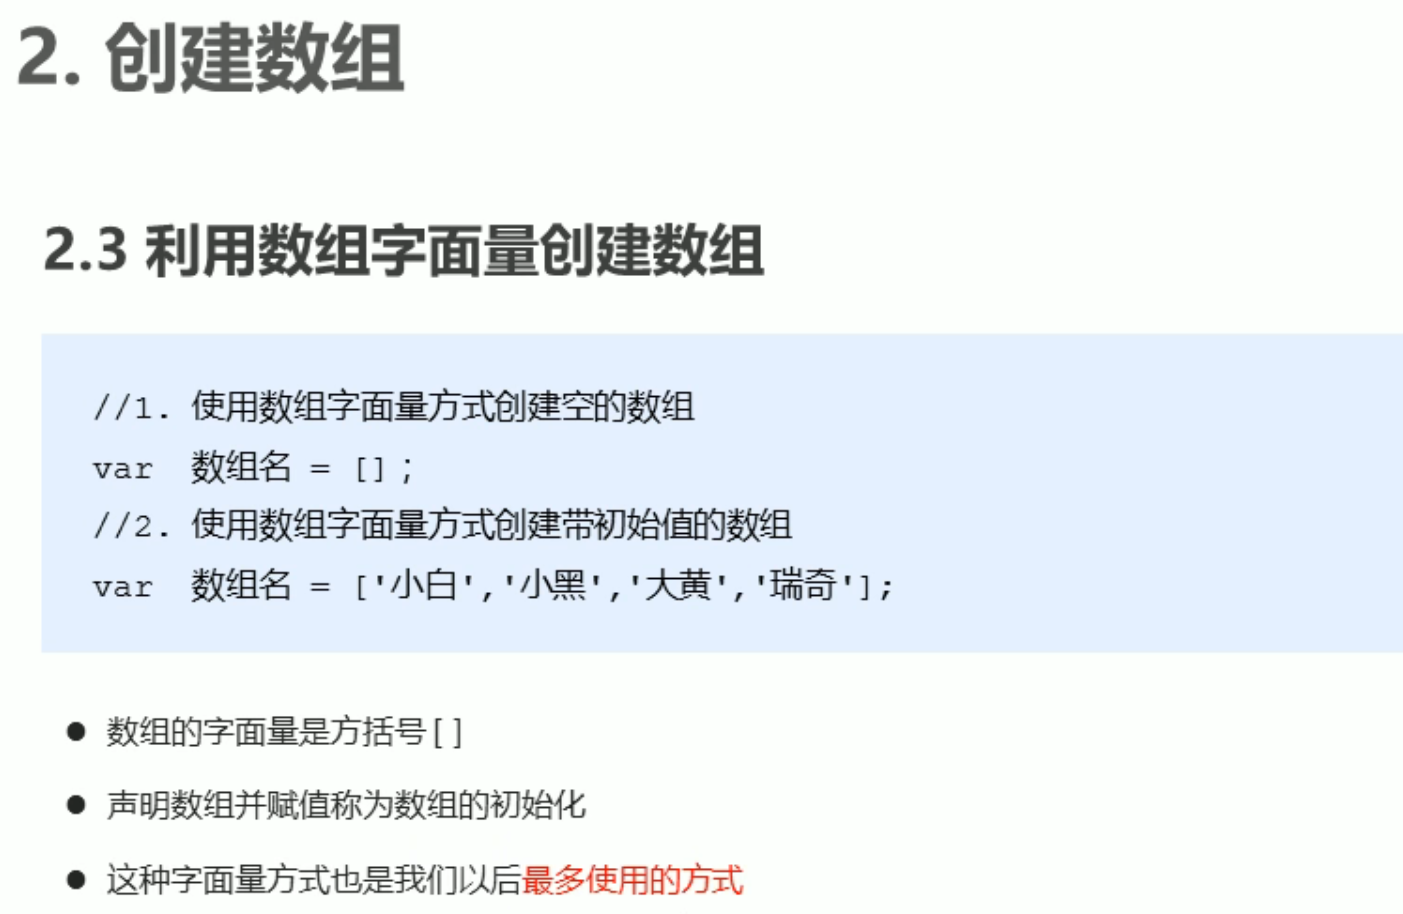 2. 创建数组
2.3 利用数组字面量创建数组
//1. 使用数组字面量方式创建空的数组
var  数组名 = [];
//2. 使用数组字面量方式创建带初始值的数组
var  数组名 = ['小白','小黑','大黄','瑞奇'];
● 数组的字面量是方括号[ ]
● 声明数组并赋值称为数组的初始化
● 这种字面量方式也是我们以后最多使用的方式